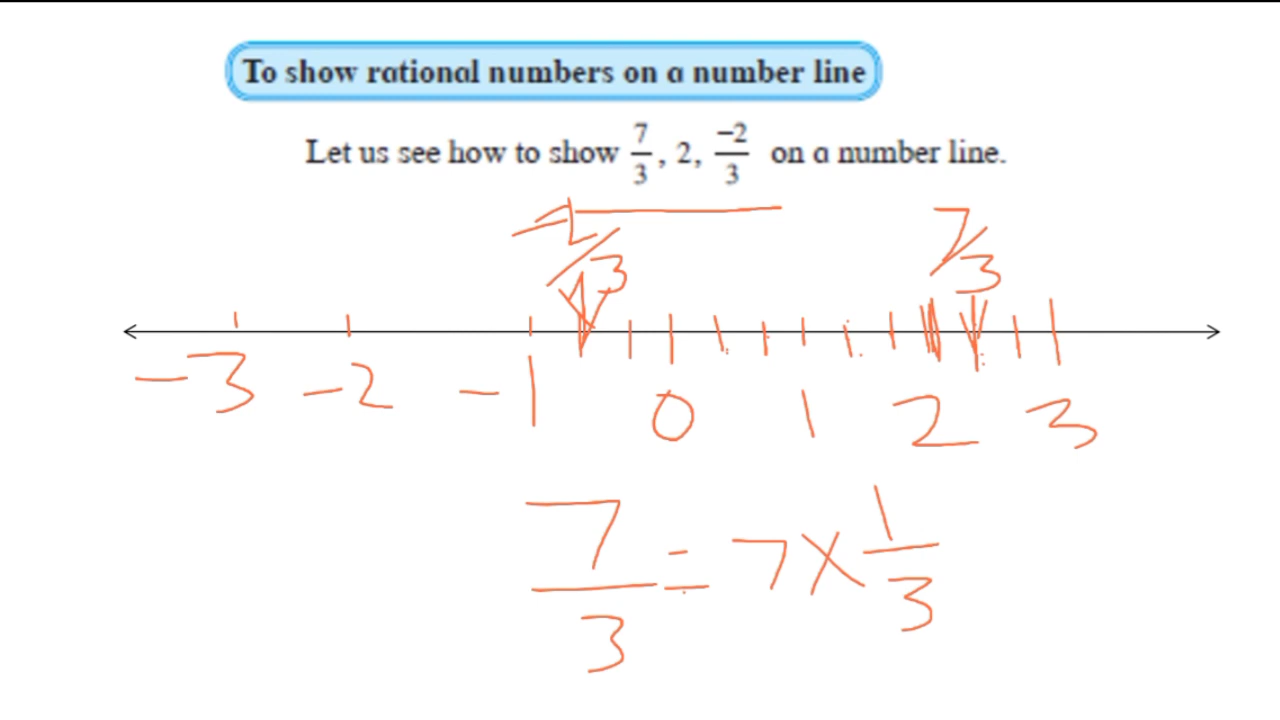 To show rational numbers on a number line
Let us see how to show 7/3, 2, -2/3 on a number line.
-2/3 7/3
-3 -2 -1 0 1 2 3
7/3 = 7 × 1/3